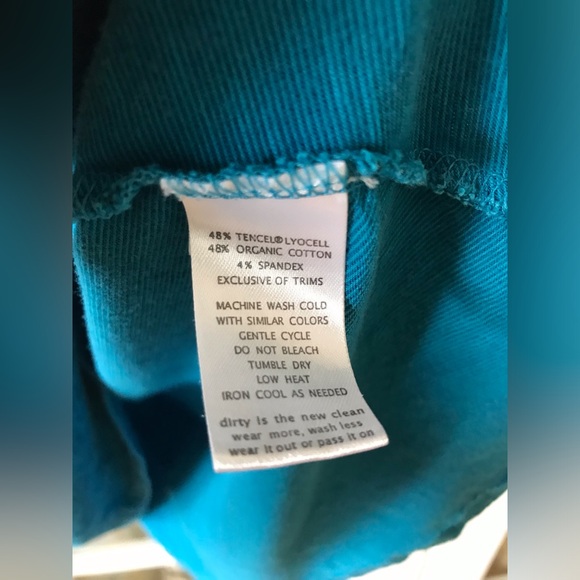 48% TENCEL® LYOCELL
48% ORGANIC COTTON
4% SPANDEX
EXCLUSIVE OF TRIMS
MACHINE WASH COLD
WITH SIMILAR COLORS
GENTLE CYCLE
DO NOT BLEACH
TUMBLE DRY
LOW HEAT
IRON COOL AS NEEDED
dirty is the new clean
wear more, wash less
wear it out or pass it on